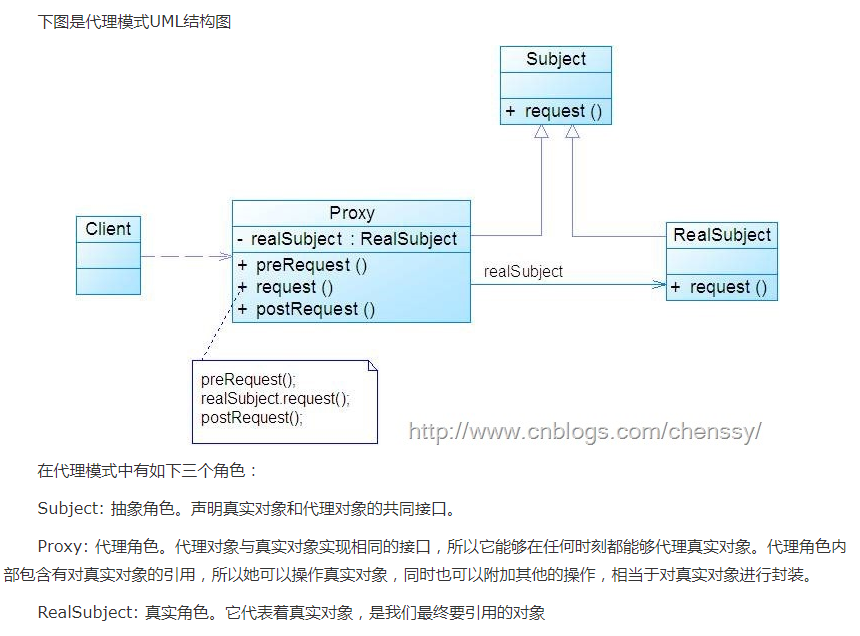 下图是代理模式UML结构图
Subject
+ request ()
Client
Proxy
- realSubject : RealSubject
+ preRequest ()
+ request ()
+ postRequest ()
realSubject
RealSubject
+ request ()
preRequest();
realSubject.request();
postRequest();
http://www.cnblogs.com/chenssy/
在代理模式中有如下三个角色：
Subject: 抽象角色。声明真实对象和代理对象的共同接口。
Proxy: 代理角色。代理对象与真实对象实现相同的接口，所以它能够在任何时刻都能够代理真实对象。代理角色内
部包含有对真实对象的引用，所以她可以操作真实对象，同时也可以附加其他的操作，相当于对真实对象进行封装。
RealSubject: 真实角色。它代表着真实对象，是我们最终要引用的对象